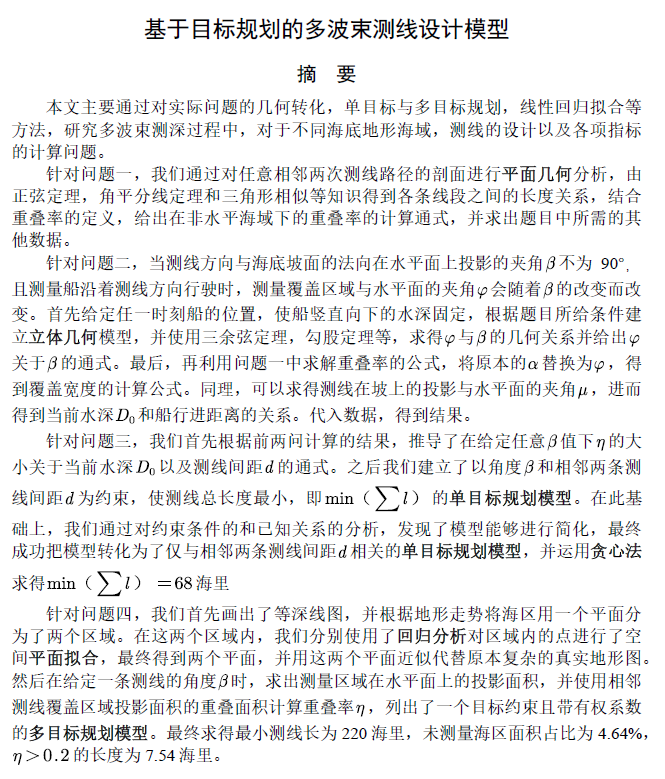 基于目标规划的多波束测线设计模型
摘 要
本文主要通过对实际问题的几何转化，单目标与多目标规划，线性回归拟合等
方法，研究多波束测深过程中，对于不同海底地形海域，测线的设计以及各项指标
的计算问题。
针对问题一，我们通过对任意相邻两次测线路径的剖面进行平面几何分析，由
正弦定理，角平分线定理和三角形相似等知识得到各条线段之间的长度关系，结合
重叠率的定义，给出在非水平海域下的重叠率的计算通式，并求出题目中所需的其
他数据。
针对问题二，当测线方向与海底坡面的法向在水平面上投影的夹角β不为 90°，
且测量船沿着测线方向行驶时，测量覆盖区域与水平面的夹角φ会随着β的改变而改
变。首先给定任一时刻船的位置，使船竖直向下的水深固定，根据题目所给条件建
立立体几何模型，并使用三余弦定理，勾股定理等，求得φ与β的几何关系并给出φ
关于β的通式。最后，再利用问题一中求解重叠率的公式，将原本的α替换为φ，得
到覆盖宽度的计算公式。同理，可以求得测线在坡上的投影与水平面的夹角μ，进而
得到当前水深D₀和船行进距离的关系。代入数据，得到结果。
针对问题三，我们首先根据前两问计算的结果，推导了在给定任意β值下η的大
小关于当前水深D₀以及测线间距d的通式。之后我们建立了以角度β和相邻两条测
线间距d为约束，使测线总长度最小，即min（∑l）的单目标规划模型。在此基
础上，我们通过对约束条件的和已知关系的分析，发现了模型能够进行简化，最终
成功把模型转化为了仅与相邻两条测线间距d相关的单目标规划模型，并运用贪心法
求得min（∑l）=68海里
针对问题四，我们首先画出了等深线图，并根据地形走势将海区用一个平面分
为了两个区域。在这两个区域内，我们分别使用了回归分析对区域内的点进行了空
间平面拟合，最终得到两个平面，并用这两个平面近似代替原本复杂的真实地形图。
然后在给定一条测线的角度β时，求出测量区域在水平面上的投影面积，并使用相邻
测线覆盖区域投影面积的重叠面积计算重叠率η，列出了一个目标约束且带有权系数
的多目标规划模型。最终求得最小测线长为 220 海里，未测量海区面积占比为 4.64%，
η>0.2的长度为 7.54 海里。